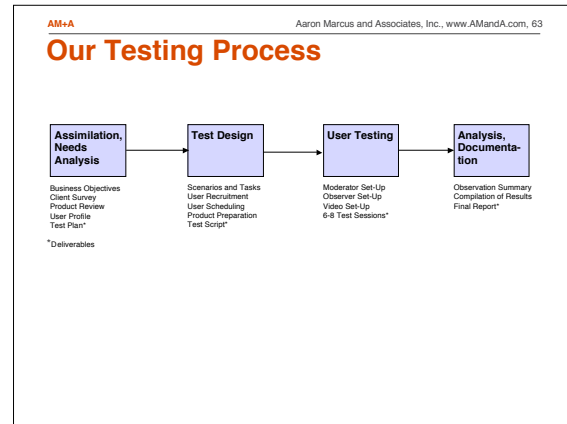 AM+A
Aaron Marcus and Associates, Inc., www.AMandA.com, 63
Our Testing Process
Assimilation,
Needs
Analysis
Business Objectives
Client Survey
Product Review
User Profile
Test Plan*
*Deliverables
Test Design
Scenarios and Tasks
User Recruitment
User Scheduling
Product Preparation
Test Script*
User Testing
Moderator Set-Up
Observer Set-Up
Video Set-Up
6-8 Test Sessions*
Analysis,
Documenta-
tion
Observation Summary
Compilation of Results
Final Report*